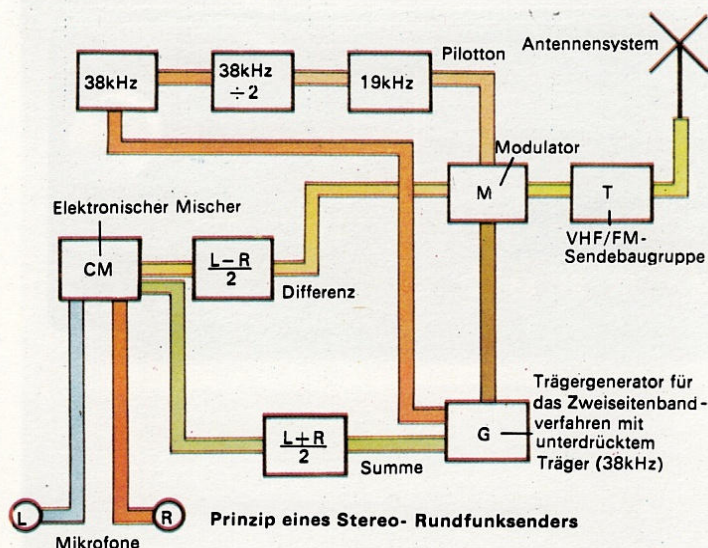 Antennensystem
Pilotton
38kHz
38kHz
÷2
19kHz
Modulator
M
T
VHF/FM-
Sendebaugruppe
Elektronischer Mischer
CM
L−R
2
Differenz
Trägergenerator für
das Zweiseitenband-
verfahren mit
unterdrücktem
Träger (38kHz)
G
L+R
2
Summe
L
R
Mikrofone
Prinzip eines Stereo- Rundfunksenders